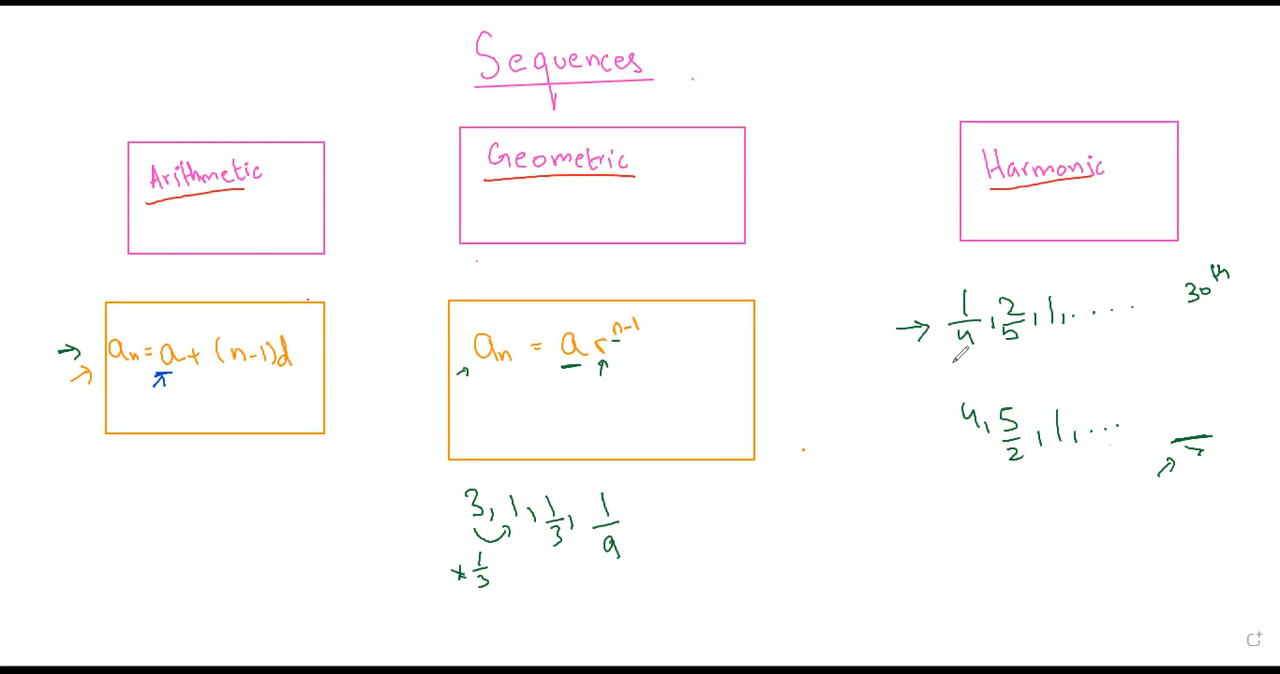 Sequences
Arithmetic
Geometric
Harmonic
aₙ = a + (n-1)d
aₙ = a rⁿ⁻¹
1/4, 2/5, 1, .... 30th
4, 5/2, 1, ...
3, 1, 1/3, 1/9
* 1/3